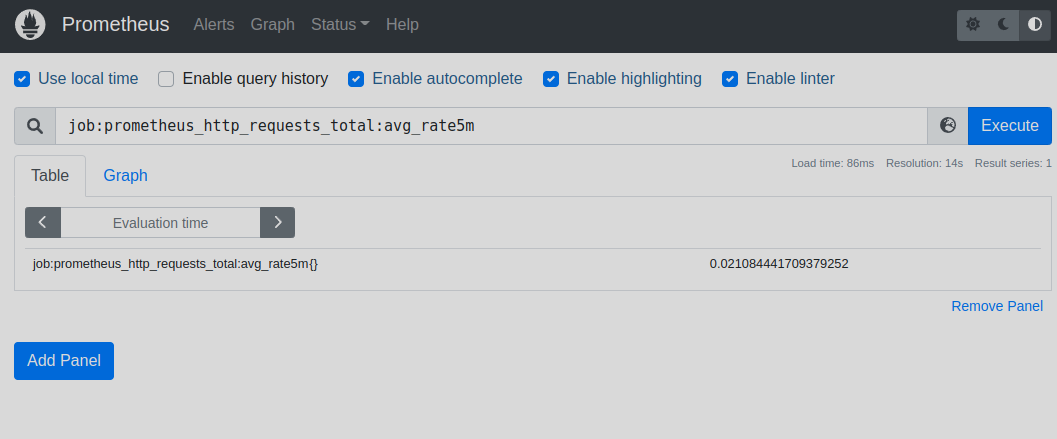 Prometheus Alerts Graph Status Help
Use local time Enable query history Enable autocomplete Enable highlighting Enable linter
job:prometheus_http_requests_total:avg_rate5m Execute
Load time: 86ms Resolution: 14s Result series: 1
Table Graph
Evaluation time
job:prometheus_http_requests_total:avg_rate5m{} 0.021084441709379252
Remove Panel
Add Panel